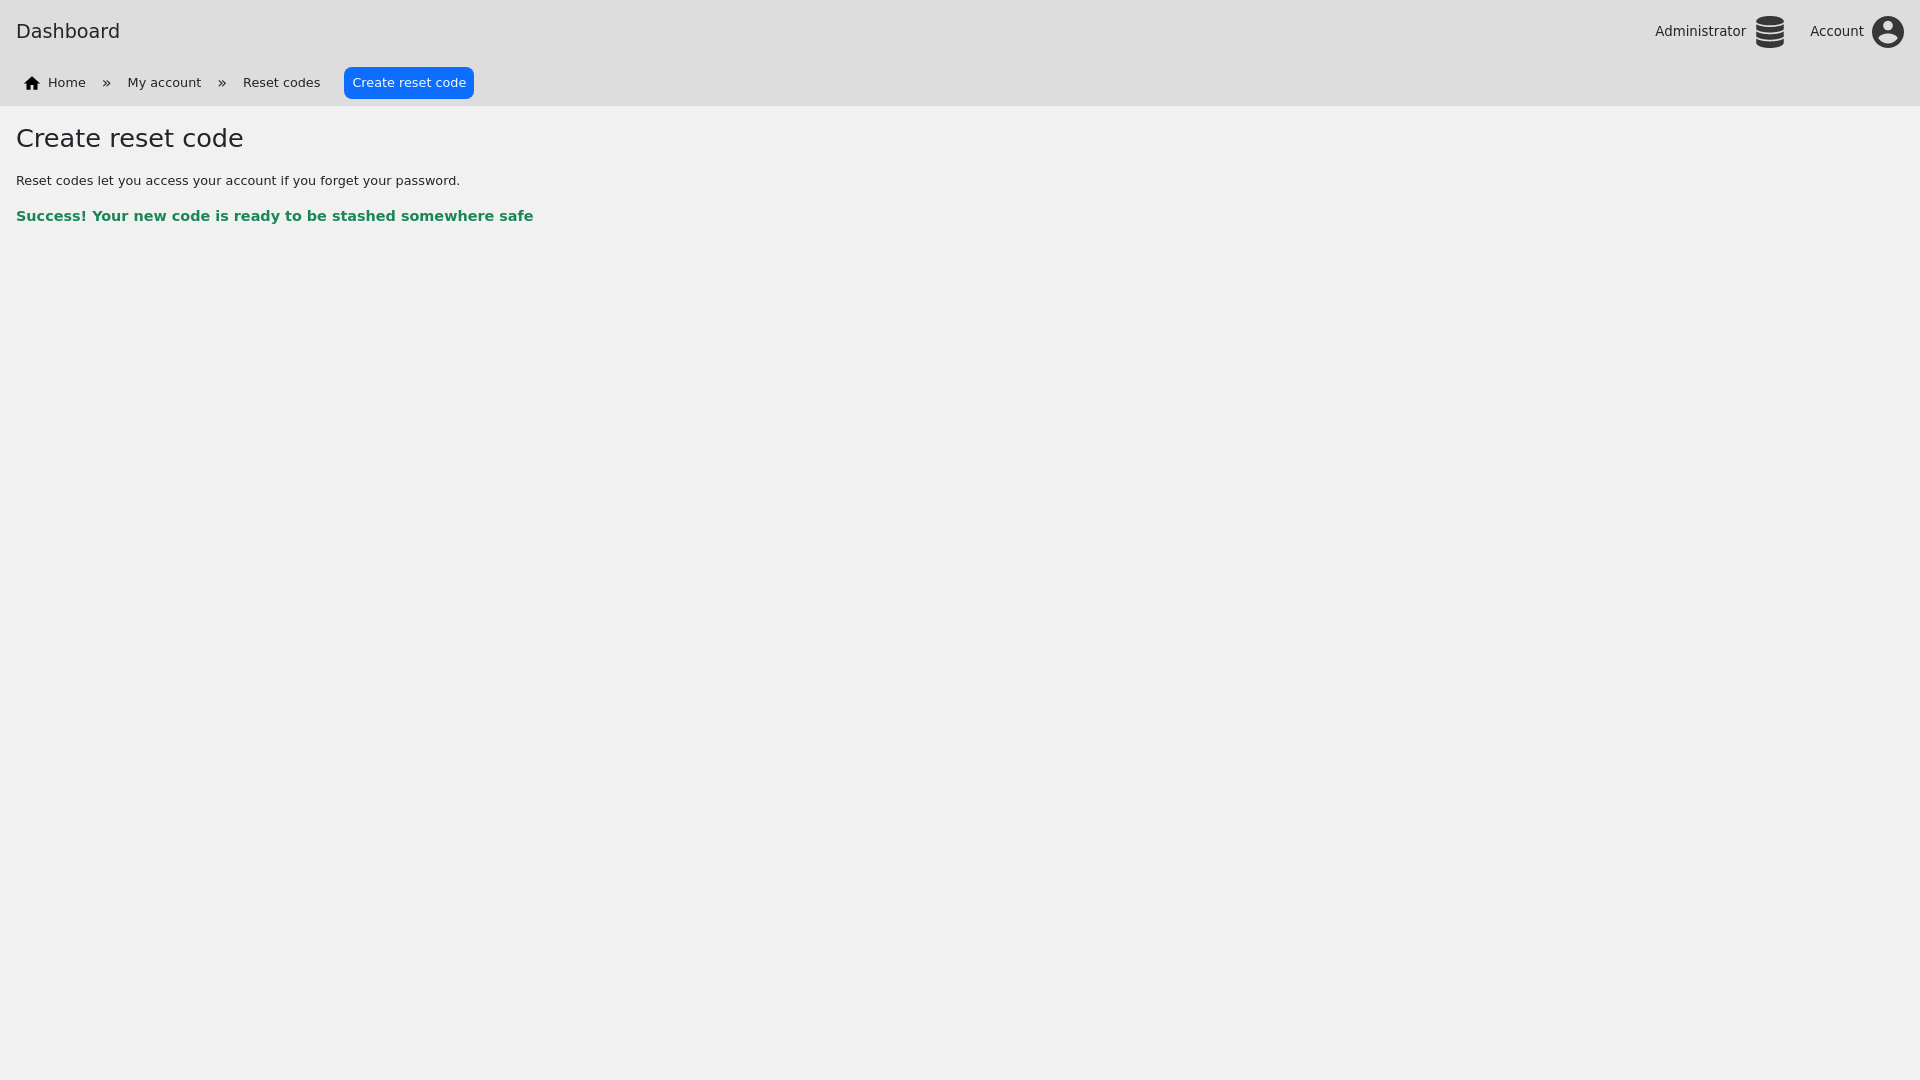 Dashboard
Administrator
Account
Home » My account » Reset codes Create reset code
Create reset code
Reset codes let you access your account if you forget your password.
Success! Your new code is ready to be stashed somewhere safe